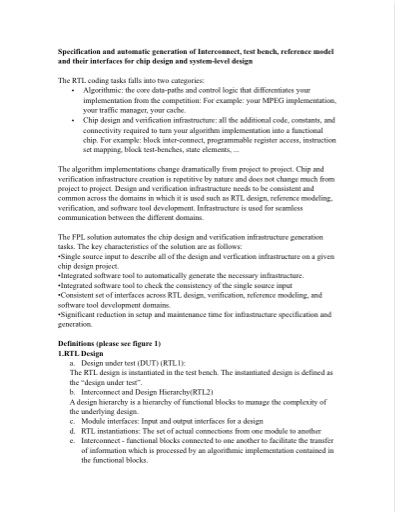 Specification and automatic generation of Interconnect, test bench, reference model
and their interfaces for chip design and system-level design
The RTL coding tasks falls into two categories:
• Algorithmic: the core data-paths and control logic that differentiates your
implementation from the competition: For example: your MPEG implementation,
your traffic manager, your cache.
• Chip design and verification infrastructure: all the additional code, constants, and
connectivity required to turn your algorithm implementation into a functional
chip. For example: block inter-connect, programmable register access, instruction
set mapping, block test-benches, state elements, ...
The algorithm implementations change dramatically from project to project. Chip and
verification infrastructure creation is repetitive by nature and does not change much from
project to project. Design and verification infrastructure needs to be consistent and
common across the domains in which it is used such as RTL design, reference modeling,
verification, and software tool development. Infrastructure is used for seamless
communication between the different domains.
The FPL solution automates the chip design and verification infrastructure generation
tasks. The key characteristics of the solution are as follows:
•Single source input to describe all of the design and verfication infrastructure on a given
chip design project.
•Integrated software tool to automatically generate the necessary infrastructure.
•Integrated software tool to check the consistency of the single source input
•Consistent set of interfaces across RTL design, verification, reference modeling, and
software tool development domains.
•Significant reduction in setup and maintenance time for infrastructure specification and
generation.
Definitions (please see figure 1)
1.RTL Design
a. Design under test (DUT) (RTL1):
The RTL design is instantiated in the test bench. The instantiated design is defined as
the “design under test”.
b. Interconnect and Design Hierarchy(RTL2)
A design hierarchy is a hierarchy of functional blocks to manage the complexity of
the underlying design.
c. Module interfaces: Input and output interfaces for a design
d. RTL instantiations: The set of actual connections from one module to another
e. Interconnect - functional blocks connected to one another to facilitate the transfer
of information which is processed by an algorithmic implementation contained in
the functional blocks.